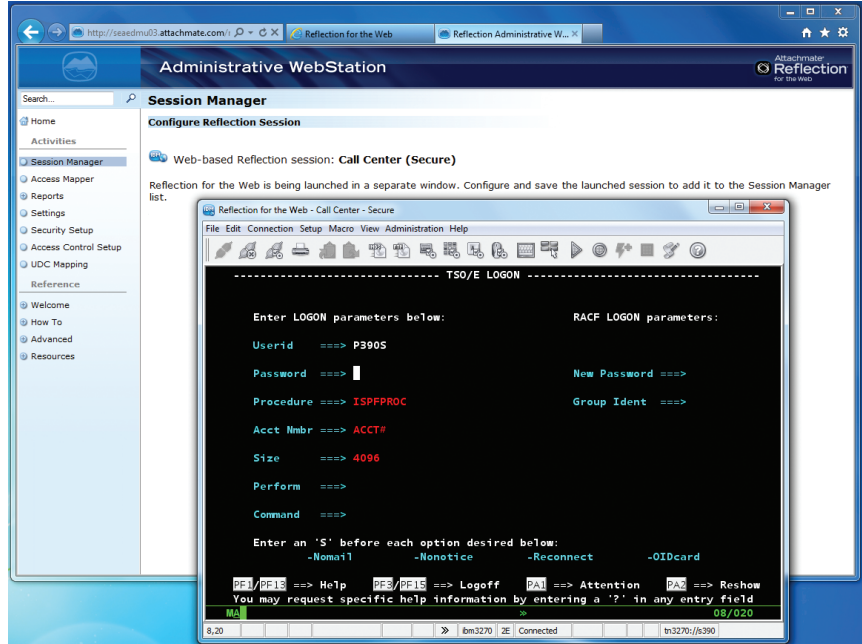 http://seaedmu03.attachmate.com/r
Reflection for the Web
Reflection Administrative W... ×
Administrative WebStation
Attachmate
Reflection
for the Web
Search...
Session Manager
Home
Configure Reflection Session
Activities
Session Manager
Access Mapper
Reports
Settings
Security Setup
Access Control Setup
UDC Mapping
Reference
Welcome
How To
Advanced
Resources
Web-based Reflection session: Call Center (Secure)
Reflection for the Web is being launched in a separate window. Configure and save the launched session to add it to the Session Manager
list.
Reflection for the Web - Call Center - Secure
File Edit Connection Setup Macro View Administration Help
------------------------------- TSO/E LOGON -----------------------------------
Enter LOGON parameters below: RACF LOGON parameters:
Userid ===> P390S
Password ===> New Password ===>
Procedure ===> ISPFPROC Group Ident ===>
Acct Nmbr ===> ACCT#
Size ===> 4096
Perform ===>
Command ===>
Enter an 'S' before each option desired below:
-Nomail -Nonotice -Reconnect -OIDcard
PF1/PF13 ==> Help PF3/PF15 ==> Logoff PA1 ==> Attention PA2 ==> Reshow
You may request specific help information by entering a '?' in any entry field
MA » 08/020
8,20 » ibm3270 2E Connected tn3270://s390